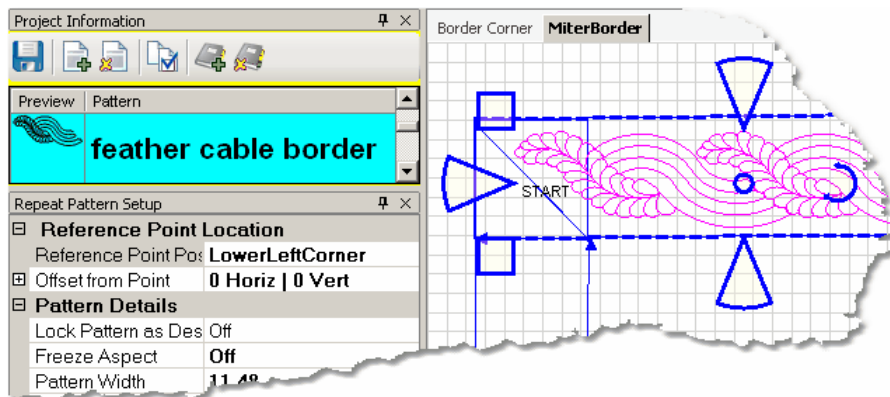 Project Information
Preview Pattern
feather cable border
Repeat Pattern Setup
Reference Point Location
Reference Point Pos LowerLeftCorner
Offset from Point 0 Horiz | 0 Vert
Pattern Details
Lock Pattern as Des Off
Freeze Aspect Off
Pattern Width 11.48
Border Corner MiterBorder
START